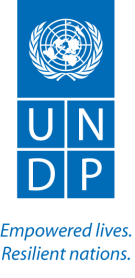 U N
D P
Empowered lives.
Resilient nations.